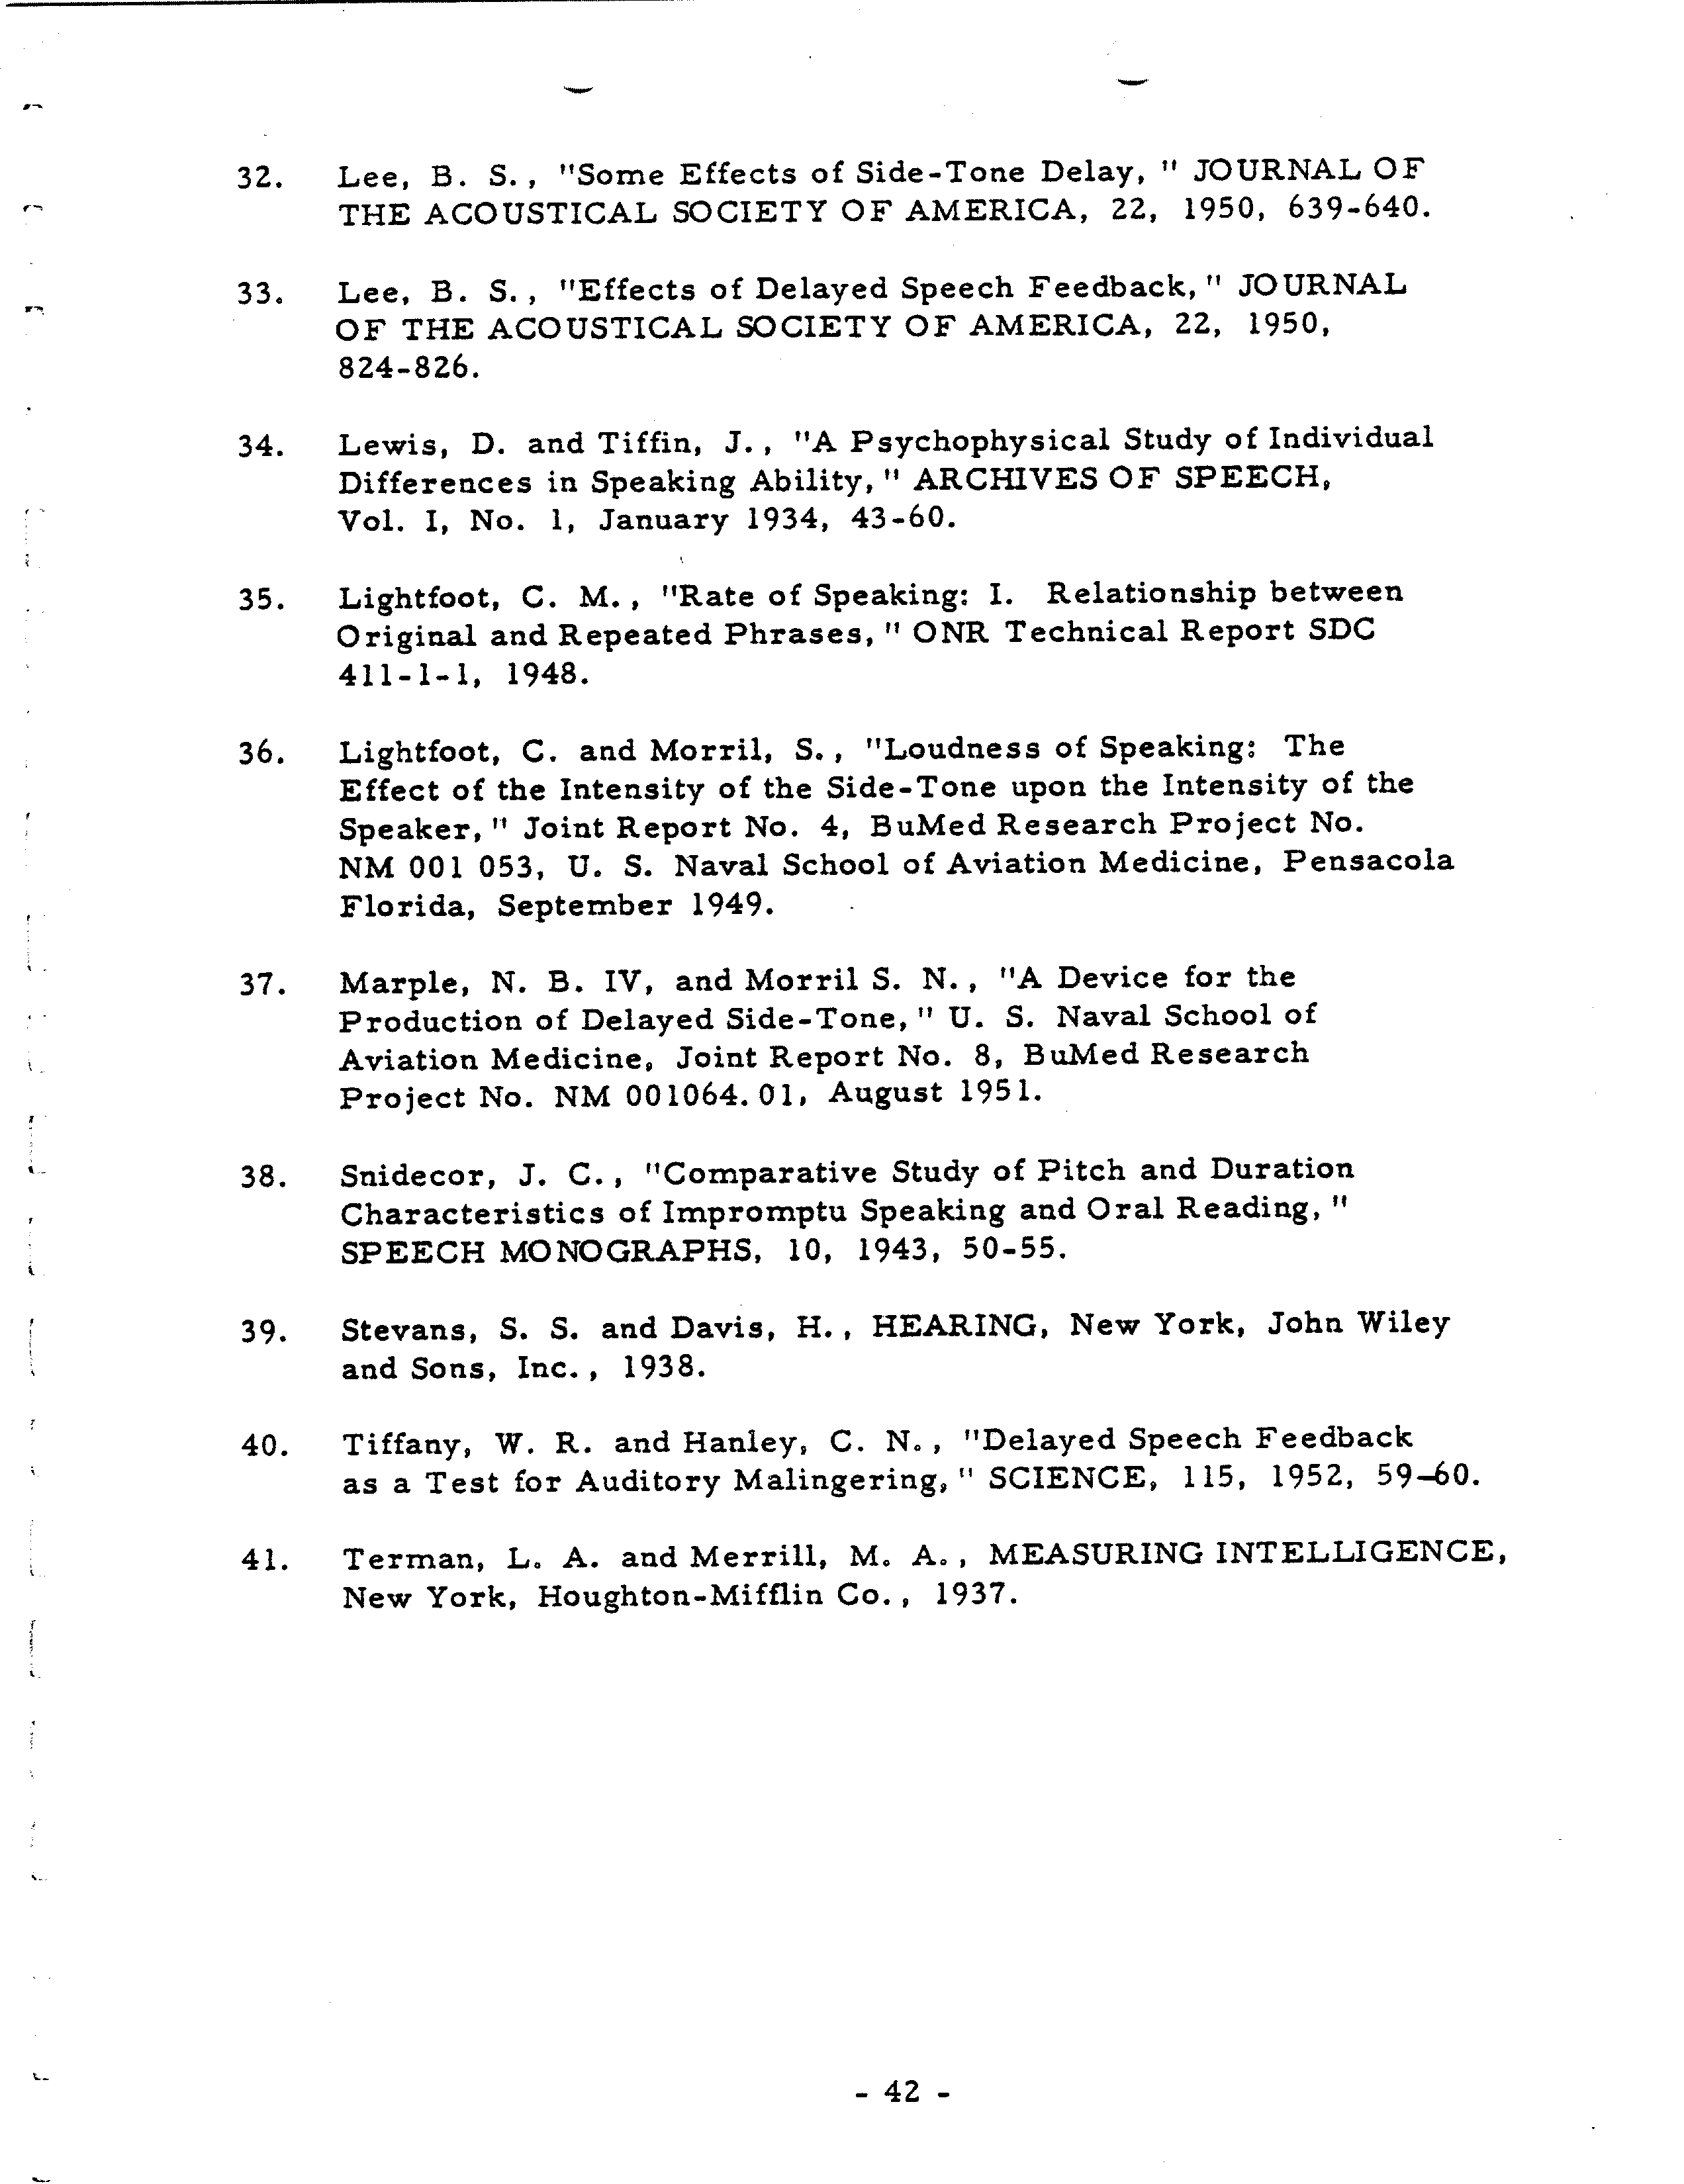 32. Lee, B. S., "Some Effects of Side-Tone Delay," JOURNAL OF
THE ACOUSTICAL SOCIETY OF AMERICA, 22, 1950, 639-640.
33. Lee, B. S., "Effects of Delayed Speech Feedback," JOURNAL
OF THE ACOUSTICAL SOCIETY OF AMERICA, 22, 1950,
824-826.
34. Lewis, D. and Tiffin, J., "A Psychophysical Study of Individual
Differences in Speaking Ability," ARCHIVES OF SPEECH,
Vol. I, No. 1, January 1934, 43-60.
35. Lightfoot, C. M., "Rate of Speaking: I. Relationship between
Original and Repeated Phrases," ONR Technical Report SDC
411-1-1, 1948.
36. Lightfoot, C. and Morril, S., "Loudness of Speaking: The
Effect of the Intensity of the Side-Tone upon the Intensity of the
Speaker," Joint Report No. 4, BuMed Research Project No.
NM 001 053, U. S. Naval School of Aviation Medicine, Pensacola
Florida, September 1949.
37. Marple, N. B. IV, and Morril S. N., "A Device for the
Production of Delayed Side-Tone," U. S. Naval School of
Aviation Medicine, Joint Report No. 8, BuMed Research
Project No. NM 001064.01, August 1951.
38. Snidecor, J. C., "Comparative Study of Pitch and Duration
Characteristics of Impromptu Speaking and Oral Reading,"
SPEECH MONOGRAPHS, 10, 1943, 50-55.
39. Stevans, S. S. and Davis, H., HEARING, New York, John Wiley
and Sons, Inc., 1938.
40. Tiffany, W. R. and Hanley, C. N., "Delayed Speech Feedback
as a Test for Auditory Malingering," SCIENCE, 115, 1952, 59-60.
41. Terman, L. A. and Merrill, M. A., MEASURING INTELLIGENCE,
New York, Houghton-Mifflin Co., 1937.
- 42 -